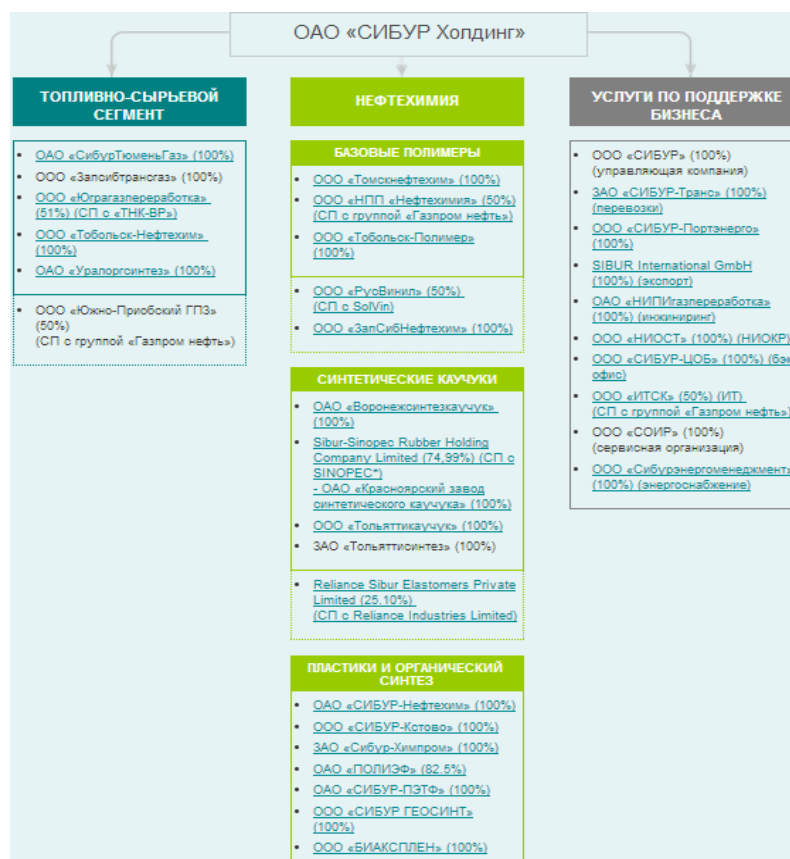 ОАО «СИБУР Холдинг»
ТОПЛИВНО-СЫРЬЕВОЙ
СЕГМЕНТ
ОАО «СибурТюменьГаз» (100%)
ООО «Запсибтрансгаз» (100%)
ООО «Юграгазпереработка»
(51%) (СП с «ТНК-BP»)
ООО «Тобольск-Нефтехим»
(100%)
ОАО «Уралоргсинтез» (100%)
ООО «Южно-Приобский ГПЗ»
(50%)
(СП с группой «Газпром нефть»)
НЕФТЕХИМИЯ
БАЗОВЫЕ ПОЛИМЕРЫ
ООО «Томскнефтехим» (100%)
ООО «НПП «Нефтехимия» (50%)
(СП с группой «Газпром нефть»)
ООО «Тобольск-Полимер»
(100%)
ООО «РусВинил» (50%)
(СП с SolVin)
ООО «ЗапСибНефтехим» (100%)
СИНТЕТИЧЕСКИЕ КАУЧУКИ
ОАО «Воронежсинтезкаучук»
(100%)
Sibur-Sinopec Rubber Holding
Company Limited (74,99%) (СП с
SINOPEC*)
- ОАО «Красноярский завод
синтетического каучука» (100%)
ООО «Тольяттикаучук» (100%)
ЗАО «Тольяттисинтез» (100%)
Reliance Sibur Elastomers Private
Limited (25.10%)
(СП с Reliance Industries Limited)
ПЛАСТИКИ И ОРГАНИЧЕСКИЙ
СИНТЕЗ
ОАО «СИБУР-Нефтехим» (100%)
ООО «СИБУР-Кстово» (100%)
ЗАО «Сибур-Химпром» (100%)
ОАО «ПОЛИЭФ» (82.5%)
ОАО «СИБУР-ПЭТФ» (100%)
ООО «СИБУР ГЕОСИНТ»
(100%)
ООО «БИАКСПЛЕН» (100%)
УСЛУГИ ПО ПОДДЕРЖКЕ
БИЗНЕСА
ООО «СИБУР» (100%)
(управляющая компания)
ЗАО «СИБУР-Транс» (100%)
(перевозки)
ООО «СИБУР-Портэнерго»
(100%)
SIBUR International GmbH
(100%) (экспорт)
ОАО «НИПИгазпереработка»
(100%) (инжиниринг)
ООО «НИОСТ» (100%) (НИОКР)
ООО «СИБУР-ЦОБ» (100%) (бэк
офис)
ООО «ИТСК» (50%) (ИТ)
(СП с группой «Газпром нефть»)
ООО «СОИР» (100%)
(сервисная организация)
ООО «Сибурэнергоменеджмент»
(100%) (энергоснабжение)